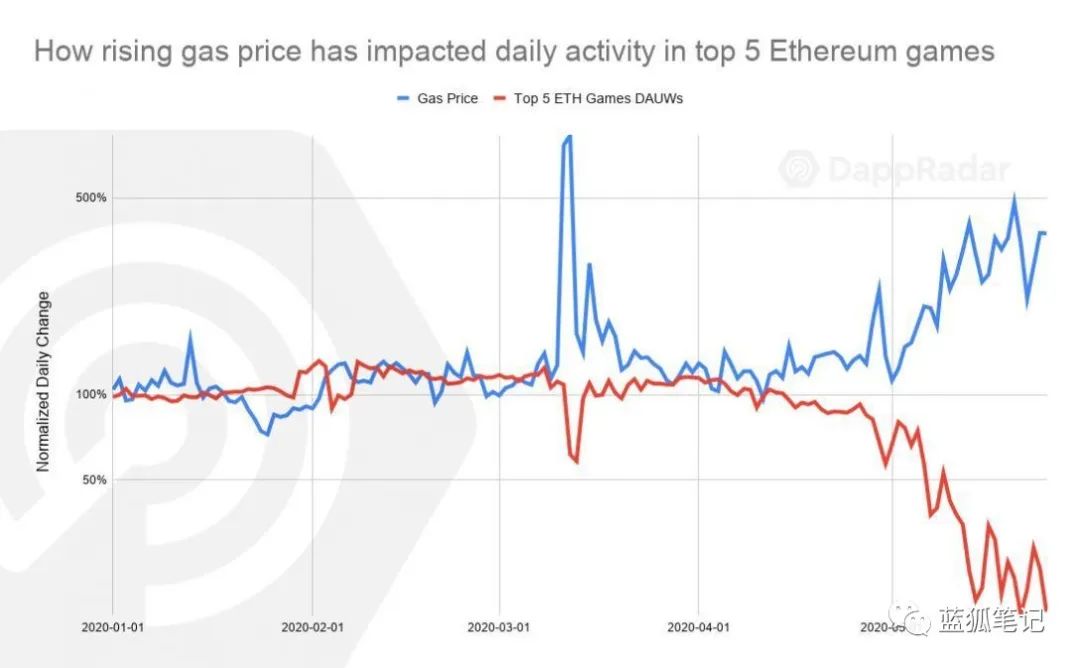 How rising gas price has impacted daily activity in top 5 Ethereum games
Gas Price
Top 5 ETH Games DAUWs
DappRadar
500%
Normalized Daily Change
100%
50%
2020-01-01
2020-02-01
2020-03-01
2020-04-01
蓝狐笔记